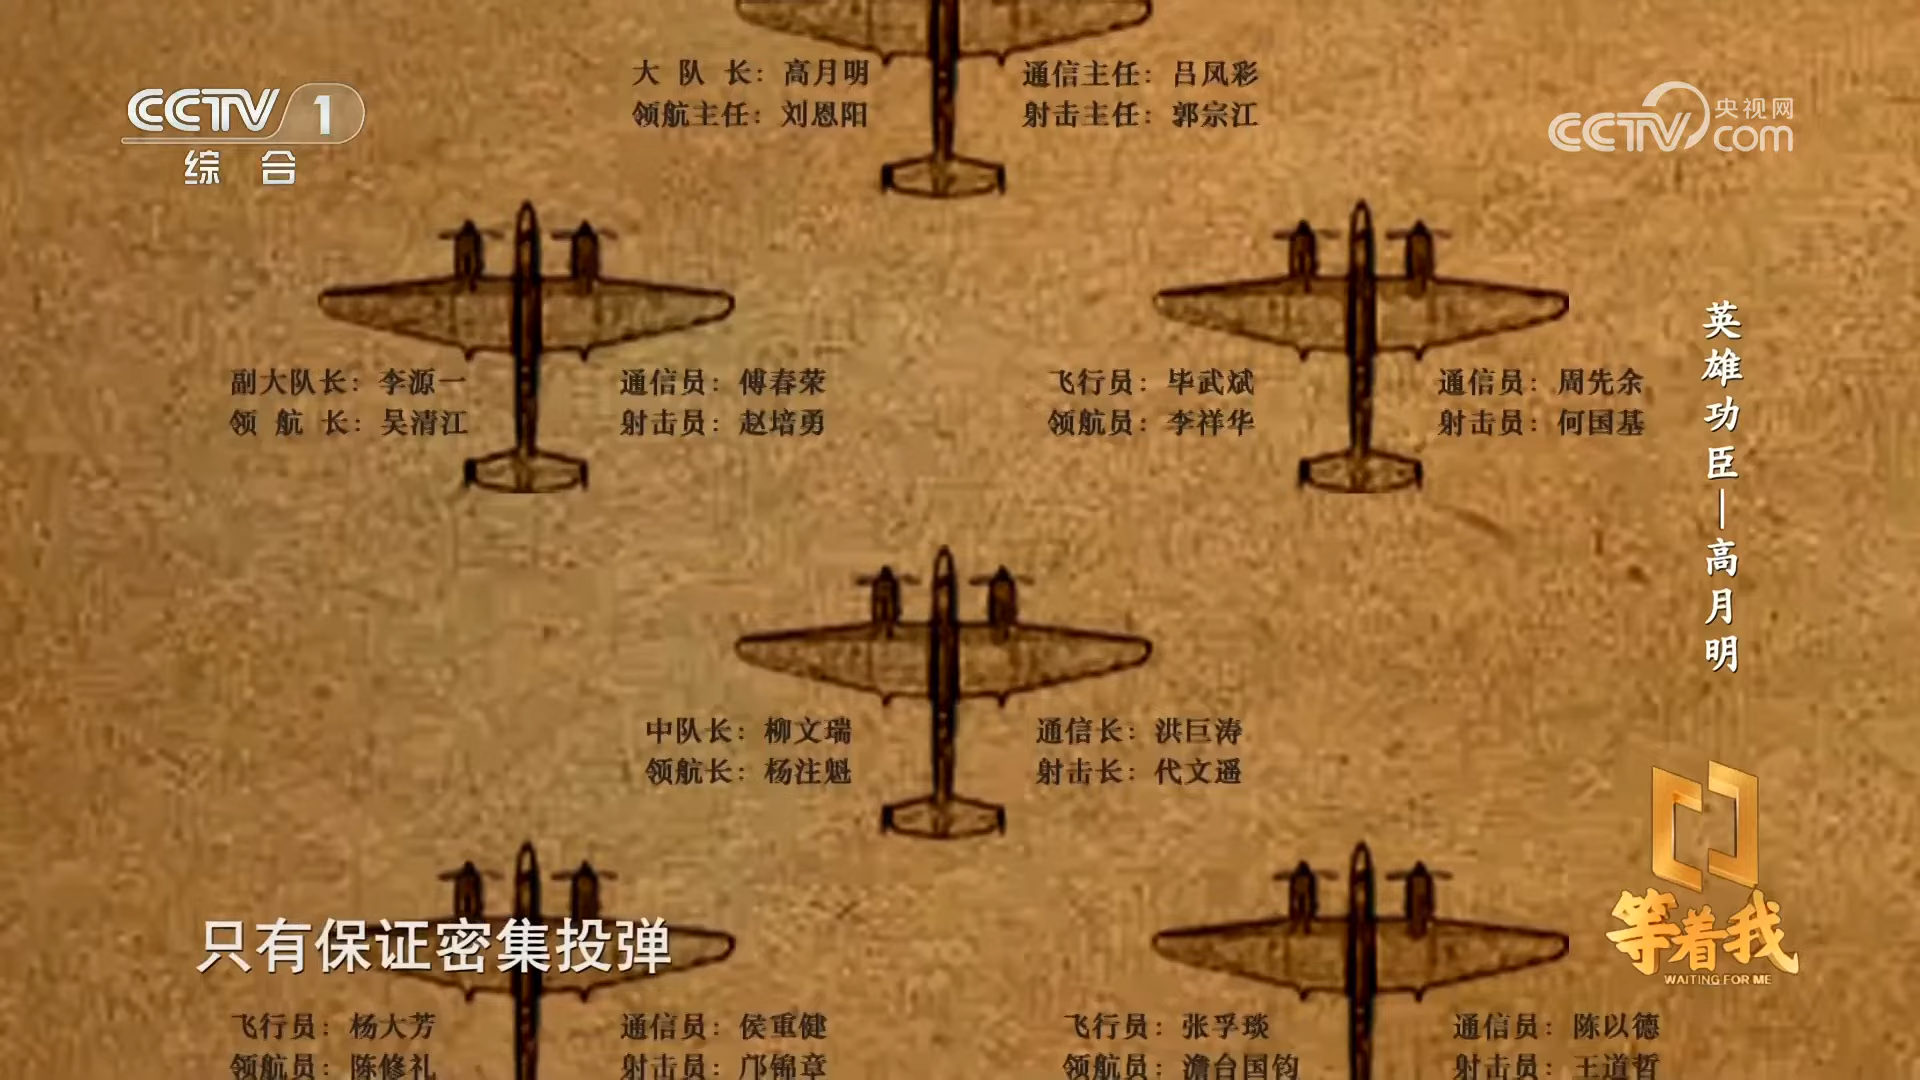 CCTV 1
综 合
央视网
CCTV com
大 队 长：高月明
领航主任：刘恩阳
通信主任：吕凤彩
射击主任：郭宗江
副大队长：李源一
领 航 长：吴清江
通信员：傅春荣
射击员：赵培勇
飞行员：毕武斌
领航员：李祥华
通信员：周先余
射击员：何国基
英雄功臣—高月明
中队长：柳文瑞
领航长：杨注魁
通信长：洪巨涛
射击长：代文遥
只有保证密集投弹
等着我
WAITING FOR ME
飞行员：杨大芳
领航员：陈修礼
通信员：侯重健
射击员：邝锦章
飞行员：张孚琰
领航员：澹台国钧
通信员：陈以德
射击员：王道哲